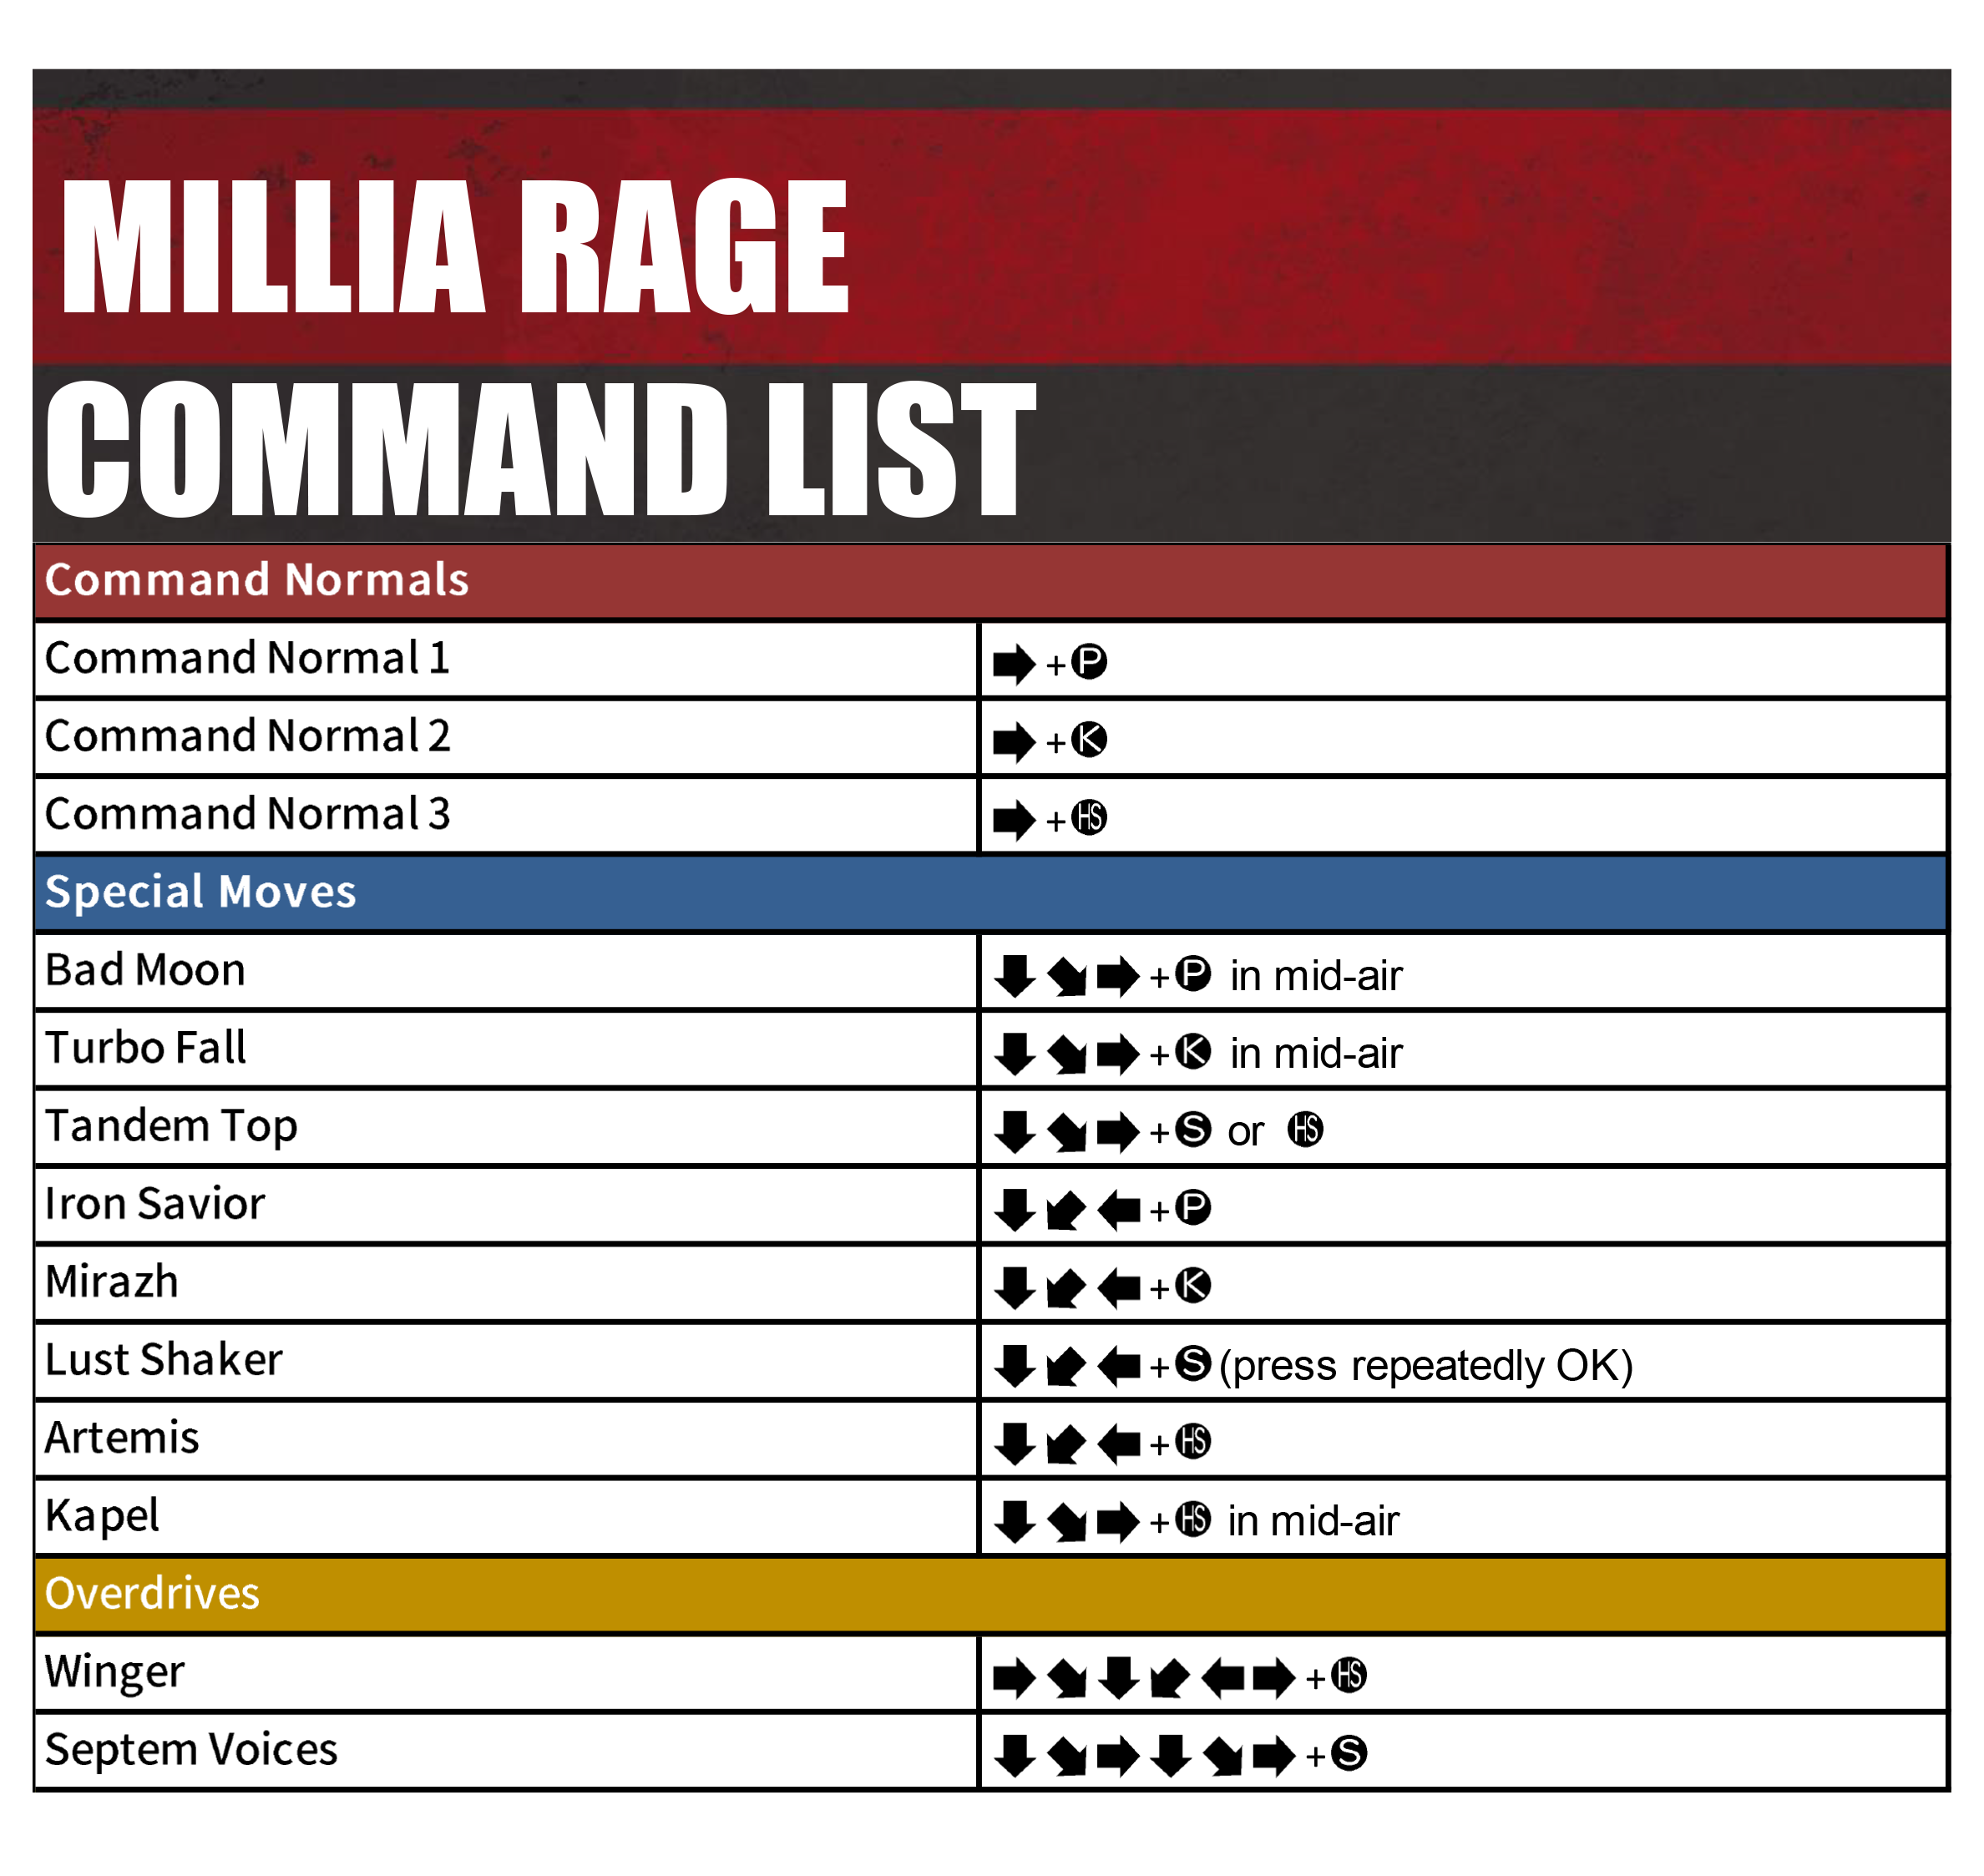 MILLIA RAGE
COMMAND LIST
Command Normals
Command Normal 1 ➡ + P
Command Normal 2 ➡ + K
Command Normal 3 ➡ + HS
Special Moves
Bad Moon ⬇ ↘ ➡ + P in mid-air
Turbo Fall ⬇ ↘ ➡ + K in mid-air
Tandem Top ⬇ ↘ ➡ + S or HS
Iron Savior ⬇ ↙ ⬅ + P
Mirazh ⬇ ↙ ⬅ + K
Lust Shaker ⬇ ↙ ⬅ + S (press repeatedly OK)
Artemis ⬇ ↙ ⬅ + HS
Kapel ⬇ ↘ ➡ + HS in mid-air
Overdrives
Winger ➡ ↘ ⬇ ↙ ⬅ ➡ + HS
Septem Voices ⬇ ↘ ➡ ⬇ ↘ ➡ + S